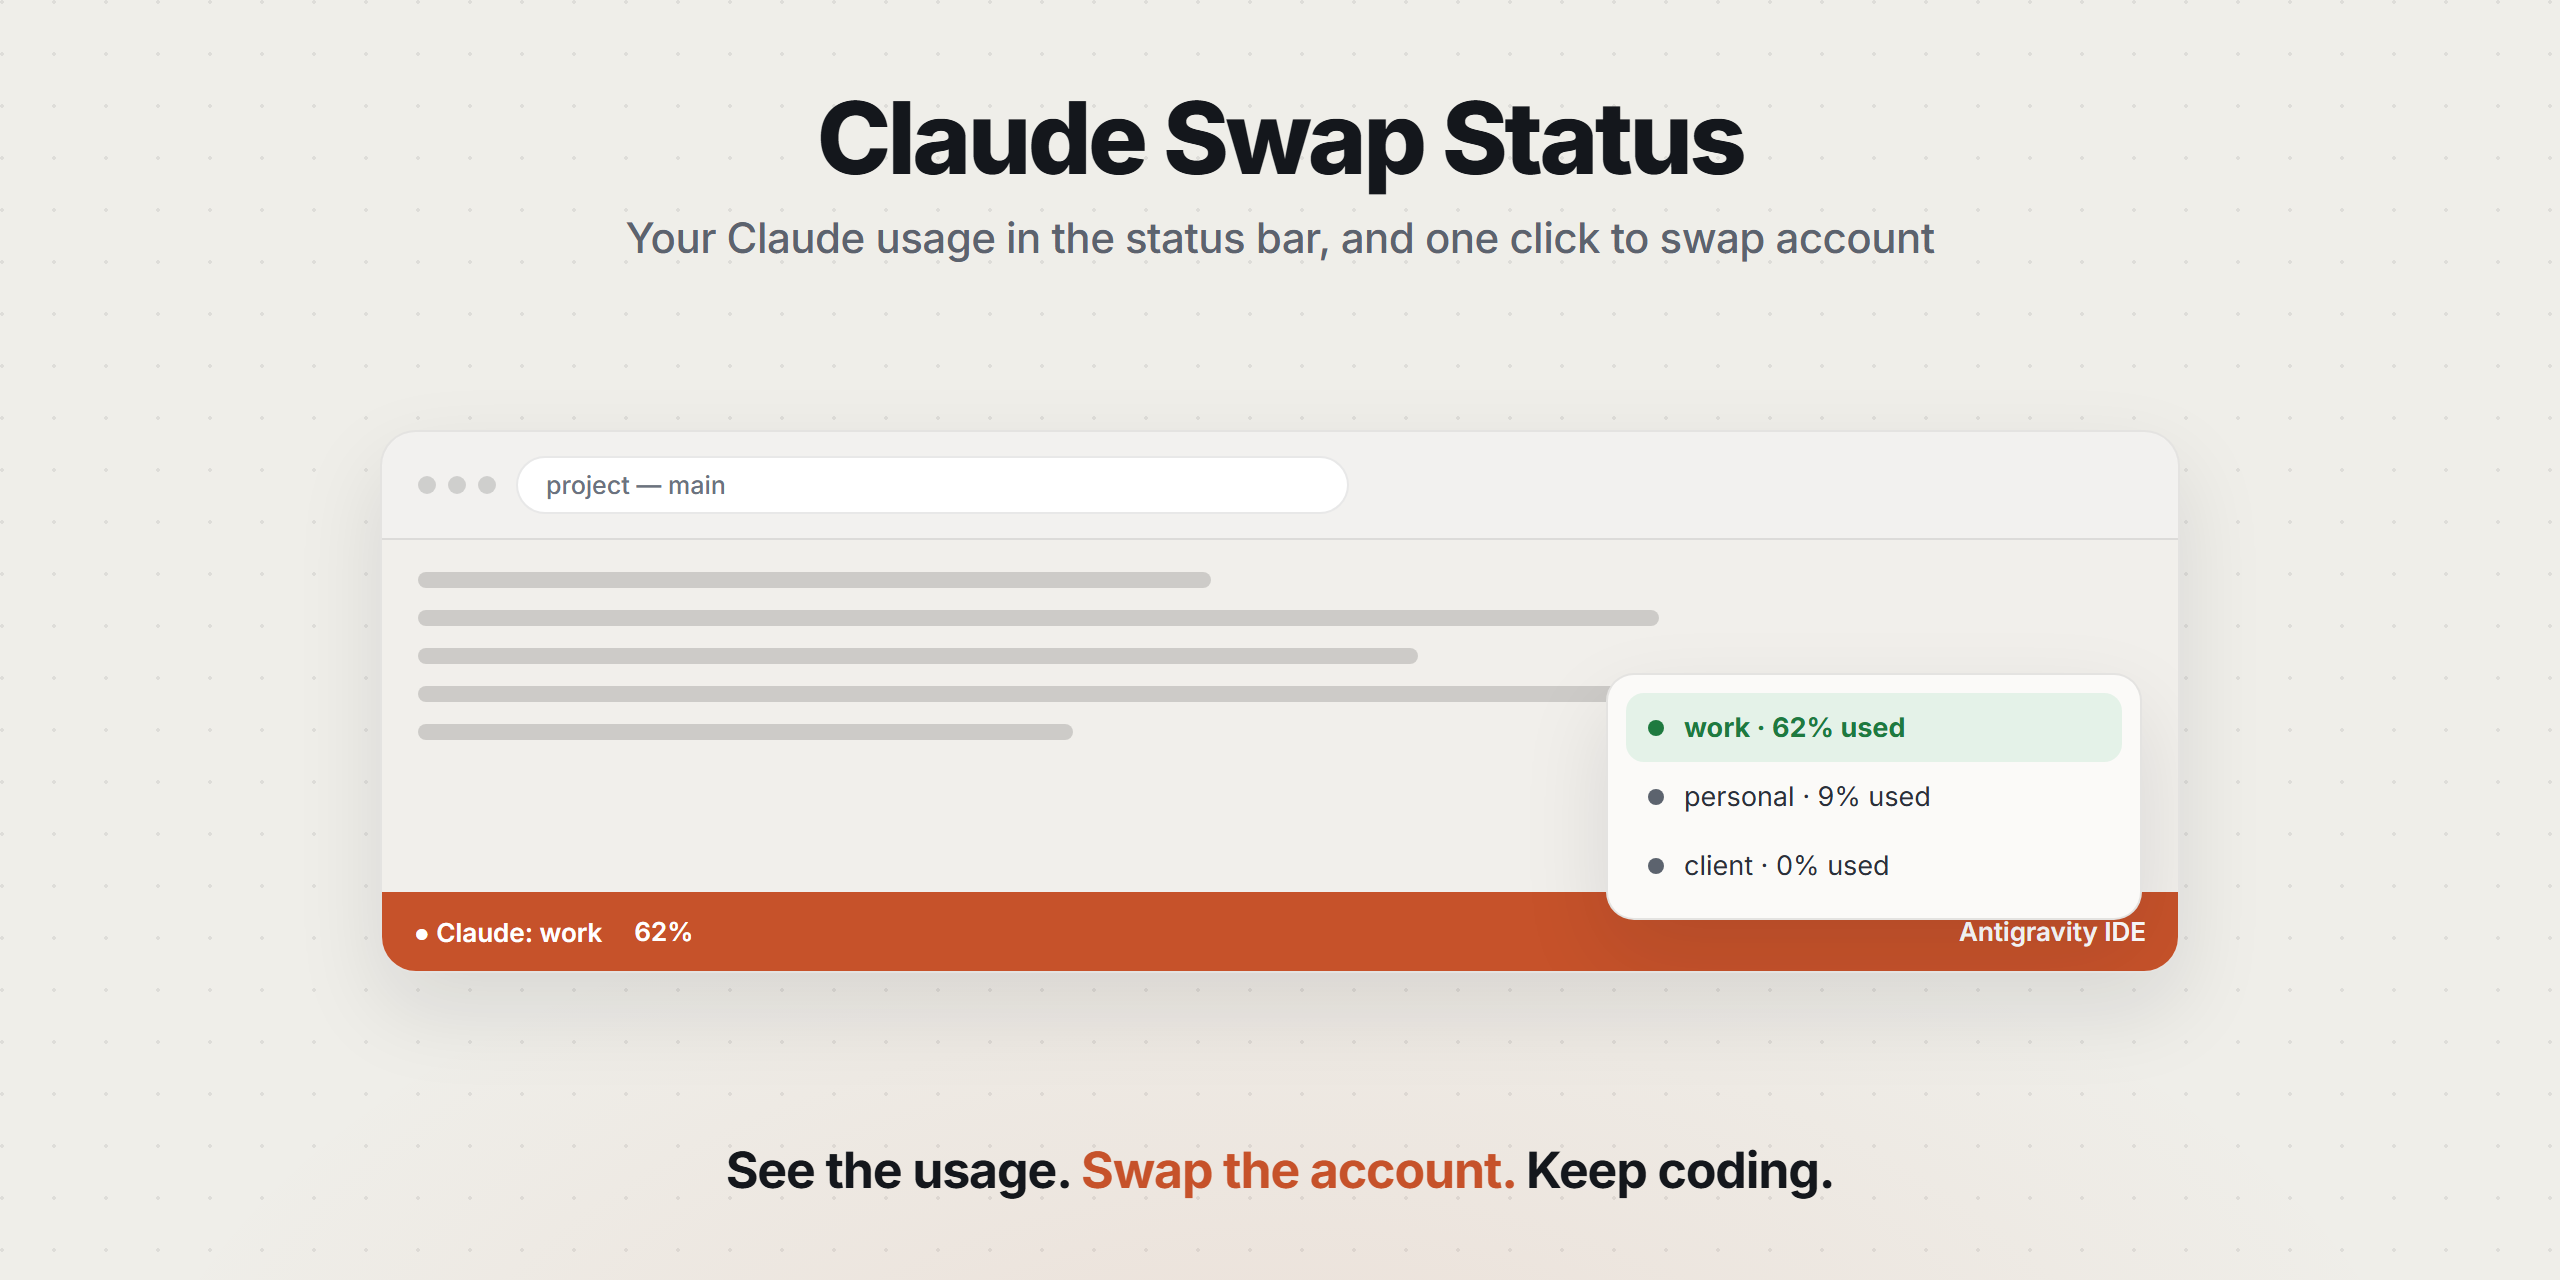 Claude Swap Status
Your Claude usage in the status bar, and one click to swap account
project — main
work · 62% used
personal · 9% used
client · 0% used
Claude: work 62%
Antigravity IDE
See the usage. Swap the account. Keep coding.